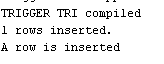 TRIGGER TRI compiled
1 rows inserted.
A row is inserted